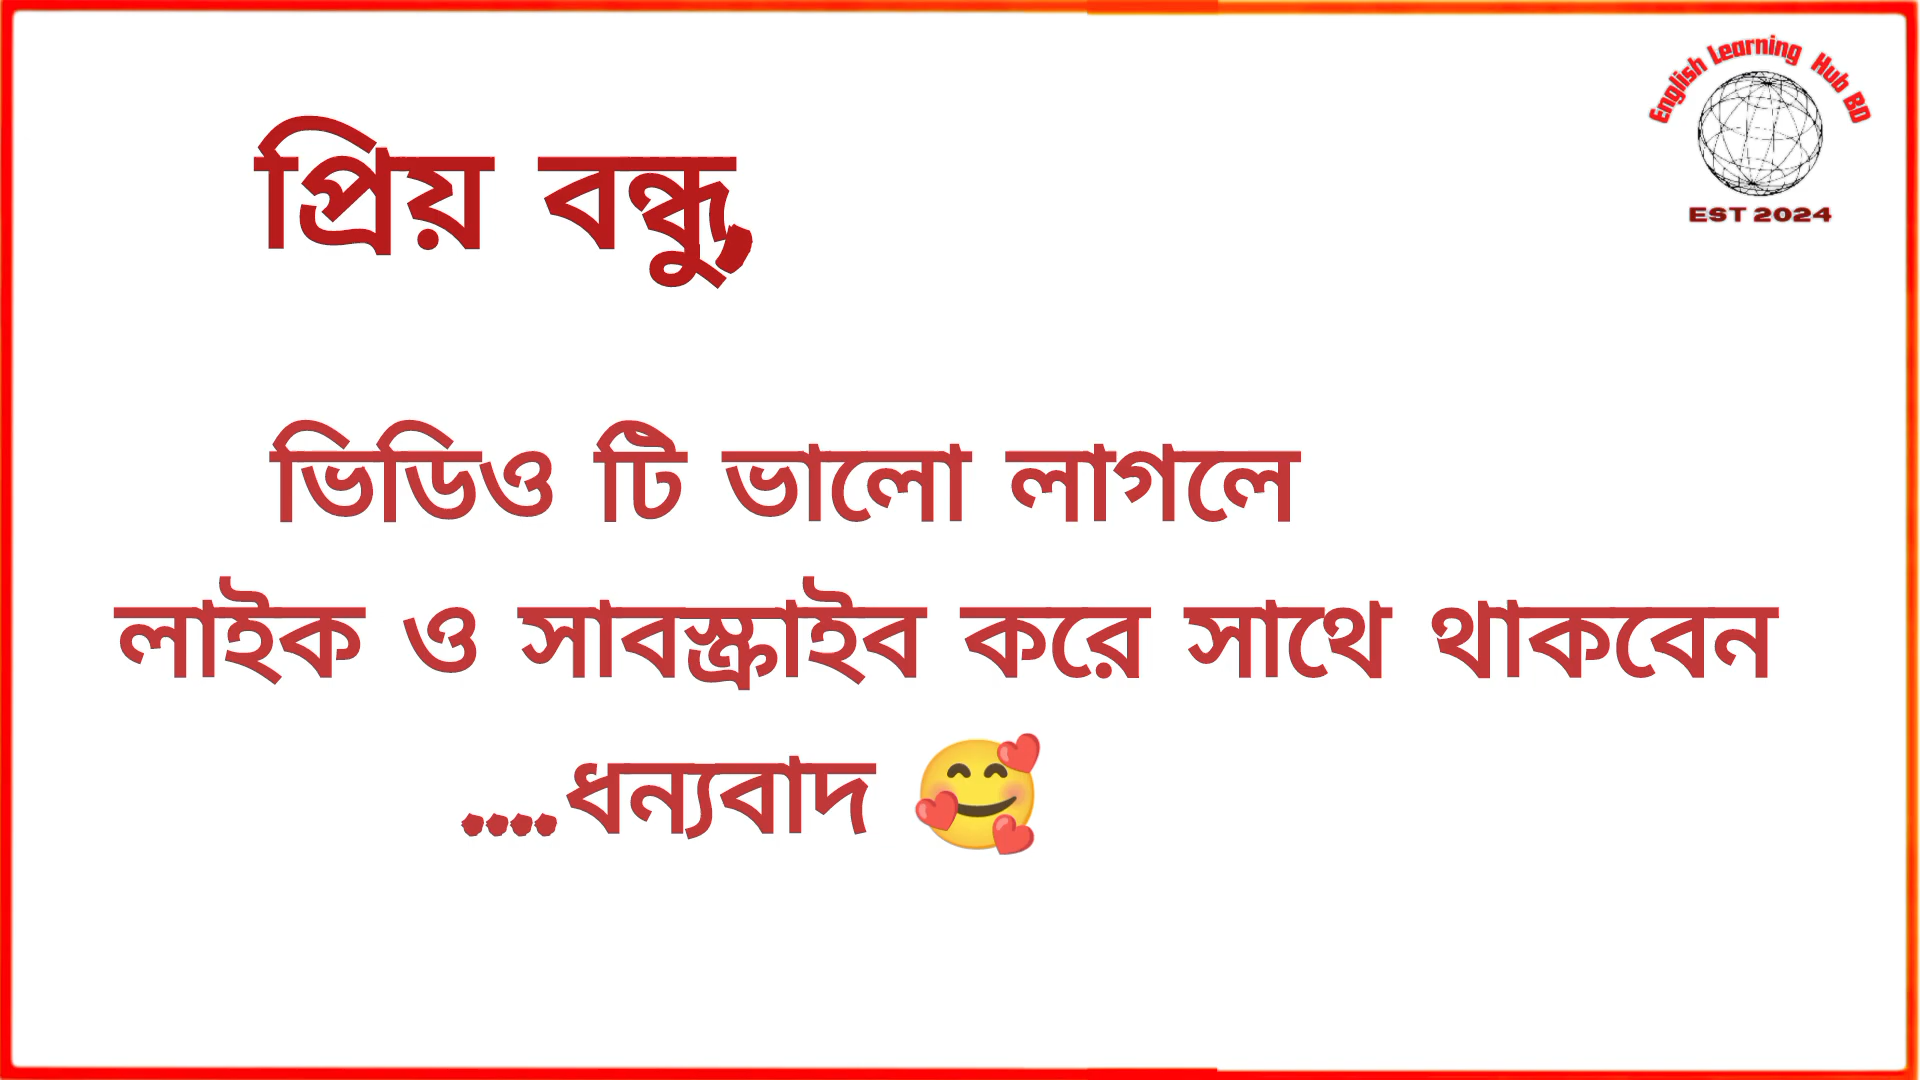 English Learning Hub BD
EST 2024
প্রিয় বন্ধু,
ভিডিও টি ভালো লাগলে
লাইক ও সাবস্ক্রাইব করে সাথে থাকবেন
....ধন্যবাদ 🥰